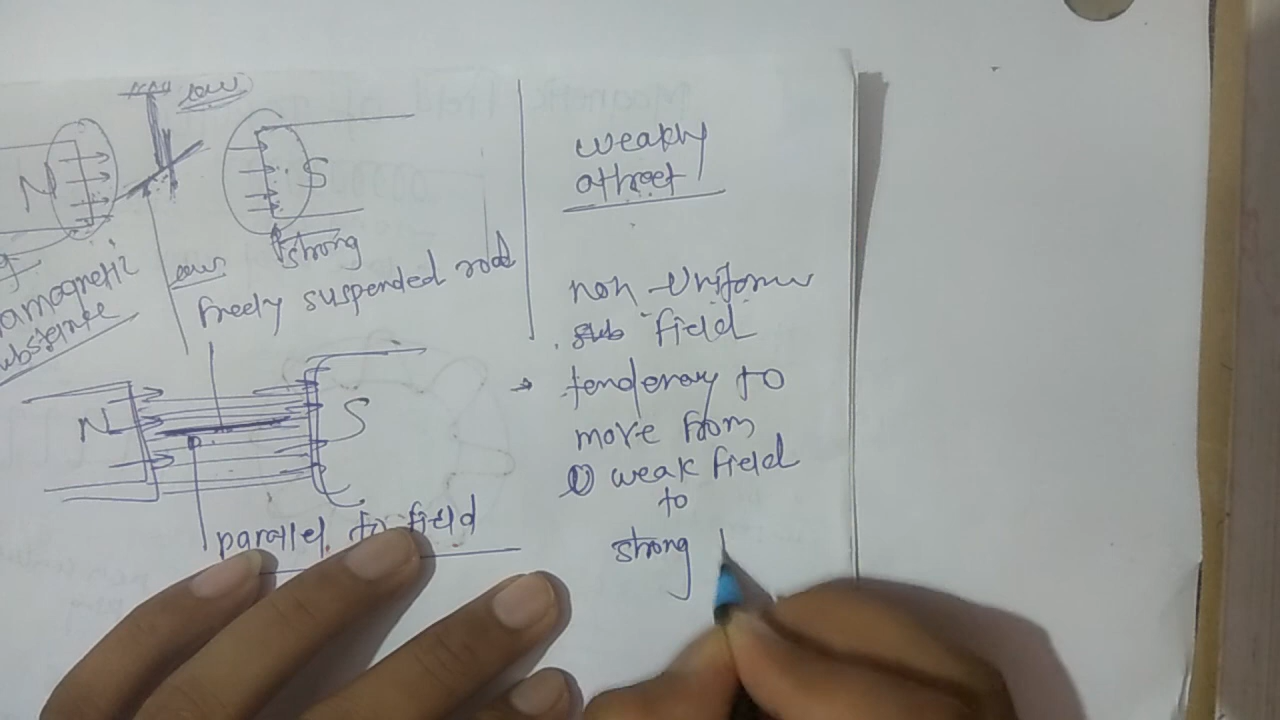 N
S
strong
amagnetic
freely suspended rod
N
S
parallel to field
weakly
attract
non-uniform
sub field
→ tendency to
move from
weak field
to
strong